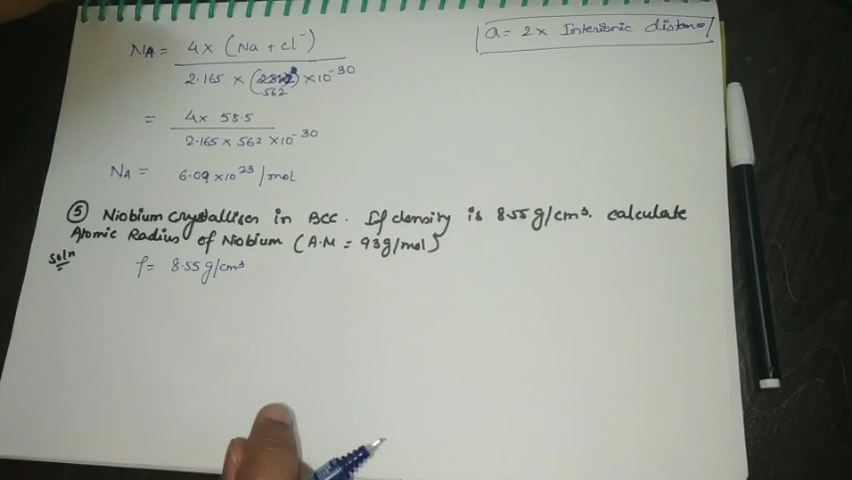 a = 2 x Interionic distance
NA = 4 x (Na + Cl⁻)
2.165 x ( ) x 10⁻³⁰
562
= 4 x 58.5
2.165 x 562 x 10⁻³⁰
NA = 6.09 x 10²³ / mol
⑤ Niobium crystallises in BCC. If density is 8.55 g/cm³. calculate
Atomic Radius of Niobium (A.M = 93g/mol)
Soln
ρ = 8.55 g/cm³